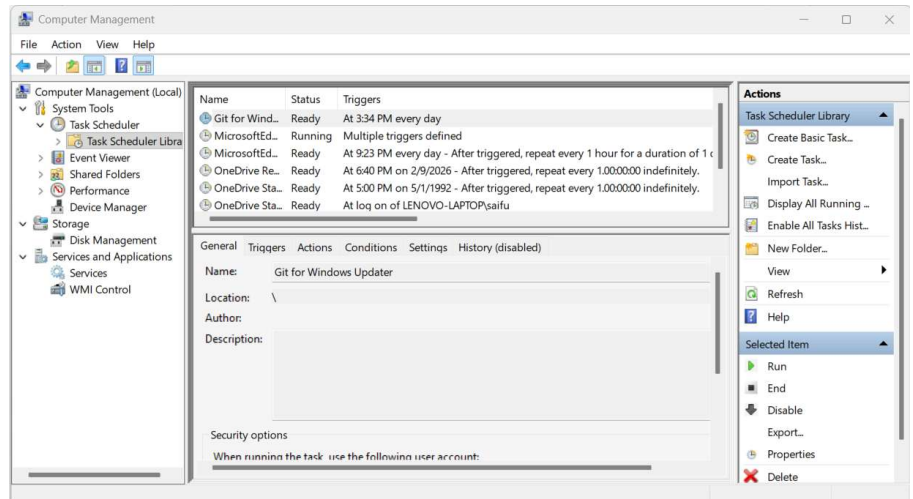 Computer Management
File Action View Help
Computer Management (Local)
System Tools
Task Scheduler
Task Scheduler Libra
Event Viewer
Shared Folders
Performance
Device Manager
Storage
Disk Management
Services and Applications
Services
WMI Control
Name Status Triggers
Git for Wind... Ready At 3:34 PM every day
MicrosoftEd... Running Multiple triggers defined
MicrosoftEd... Ready At 9:23 PM every day - After triggered, repeat every 1 hour for a duration of 1 d
OneDrive Re... Ready At 6:40 PM on 2/9/2026 - After triggered, repeat every 1.00:00:00 indefinitely.
OneDrive Sta... Ready At 5:00 PM on 5/1/1992 - After triggered, repeat every 1.00:00:00 indefinitely.
OneDrive Sta... Ready At log on of LENOVO-LAPTOP\saifu
General Triggers Actions Conditions Settings History (disabled)
Name: Git for Windows Updater
Location: \
Author:
Description:
Security options
When running the task, use the following user account:
Actions
Task Scheduler Library
Create Basic Task...
Create Task...
Import Task...
Display All Running ...
Enable All Tasks Hist...
New Folder...
View
Refresh
Help
Selected Item
Run
End
Disable
Export...
Properties
Delete